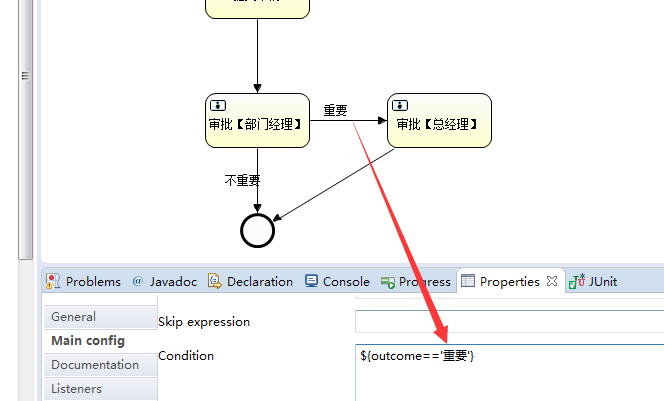 重要
审批【部门经理】
审批【总经理】
不重要
Problems @ Javadoc Declaration Console Progress Properties JUnit
General
Skip expression
Main config
Condition
${outcome=='重要'}
Documentation
Listeners